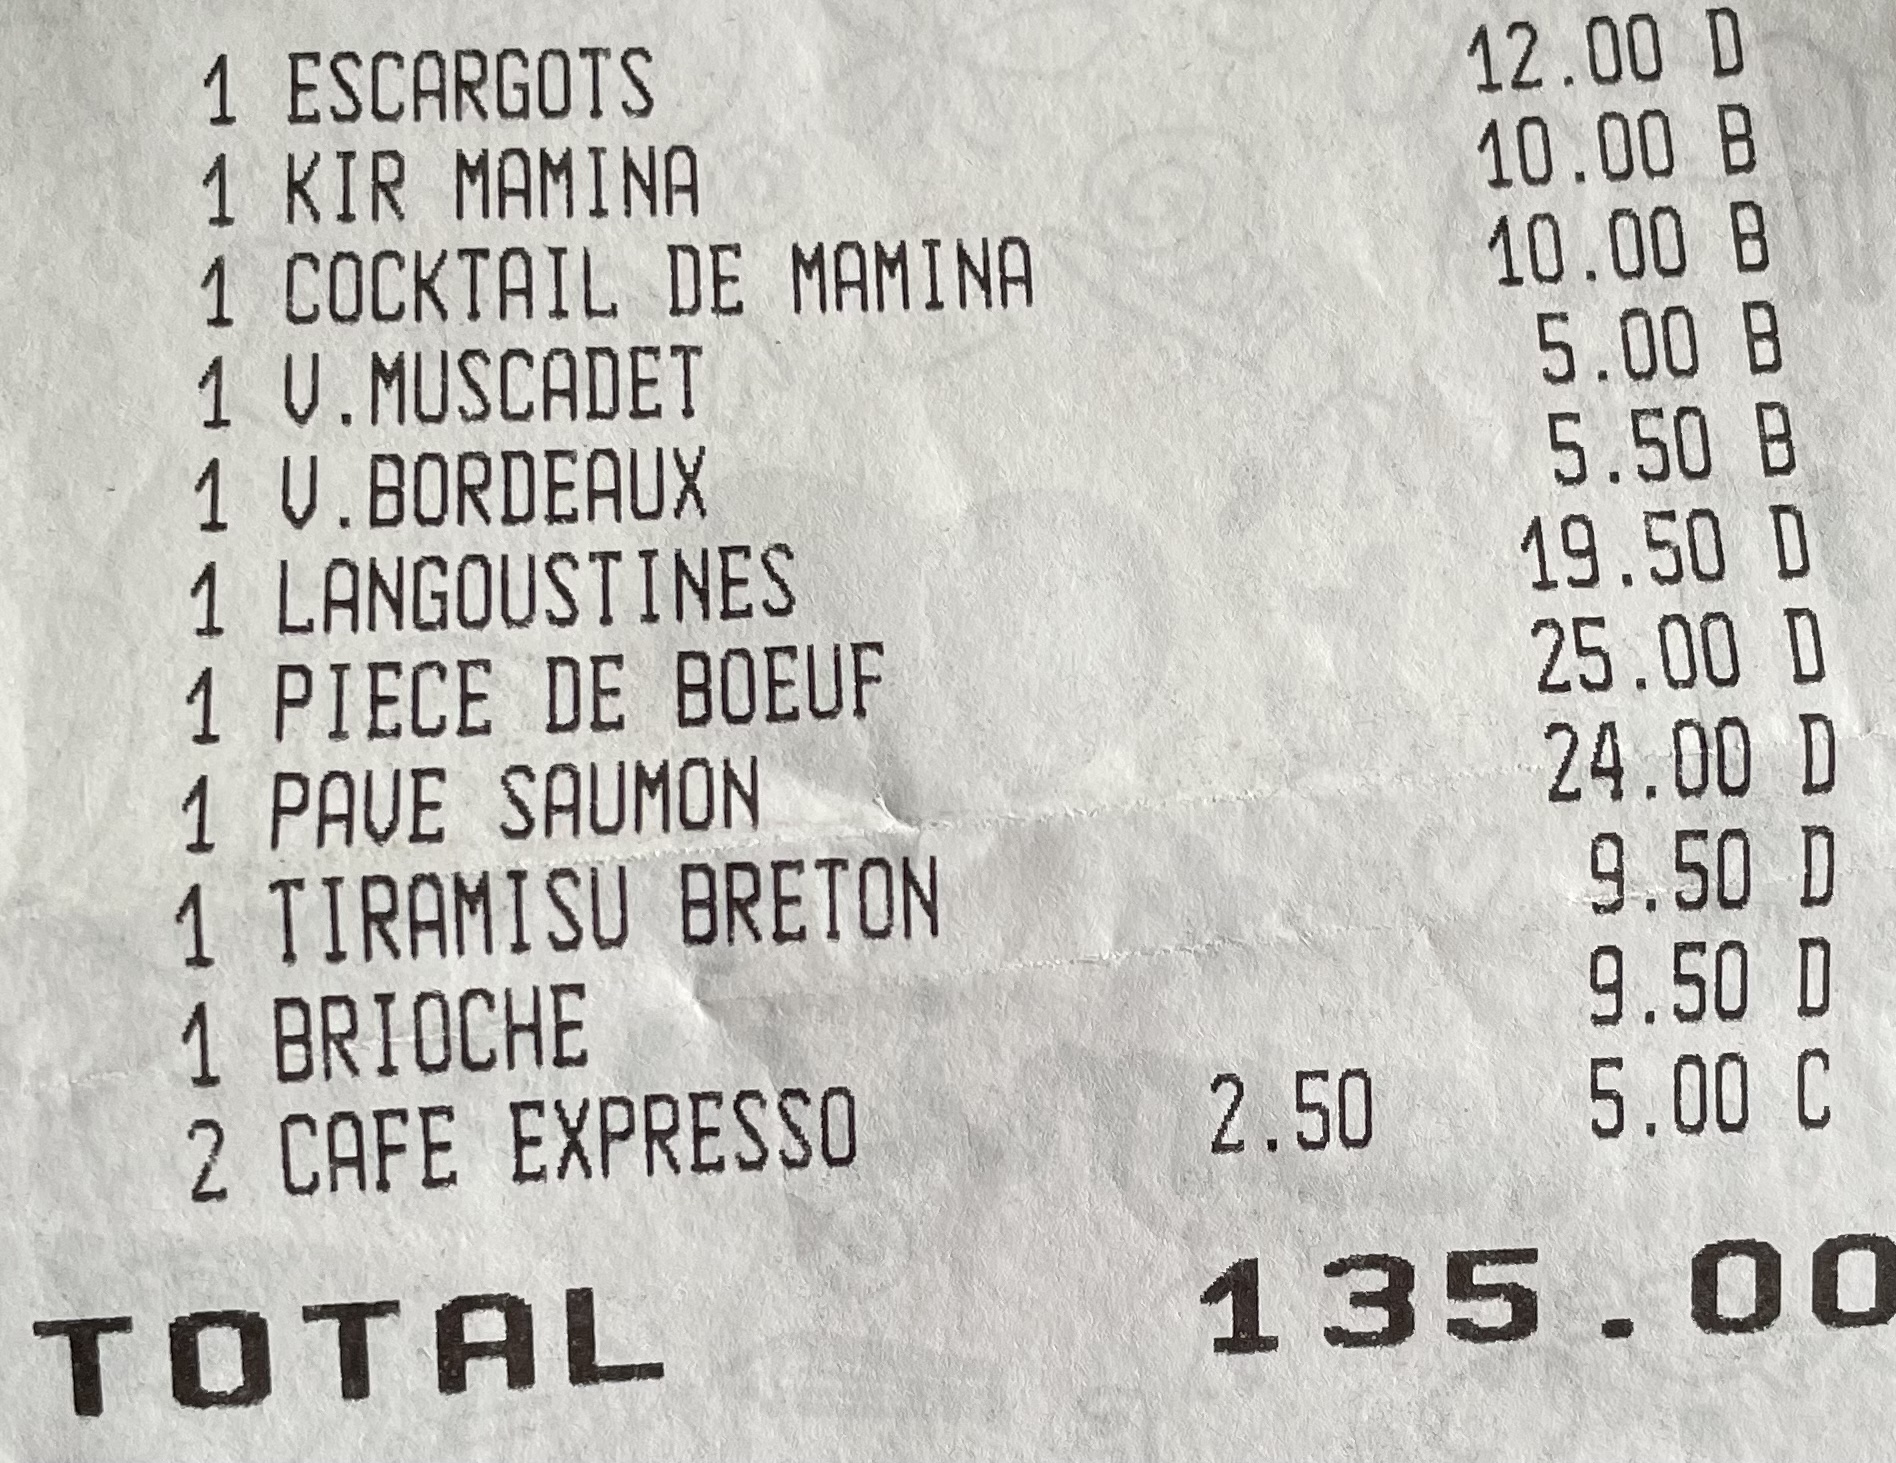 1 ESCARGOTS 12.00 D
1 KIR MAMINA 10.00 B
1 COCKTAIL DE MAMINA 10.00 B
1 V.MUSCADET 5.00 B
1 V.BORDEAUX 5.50 B
1 LANGOUSTINES 19.50 D
1 PIECE DE BOEUF 25.00 D
1 PAVE SAUMON 24.00 D
1 TIRAMISU BRETON 9.50 D
1 BRIOCHE 9.50 D
2 CAFE EXPRESSO 2.50 5.00 C
TOTAL 135.00